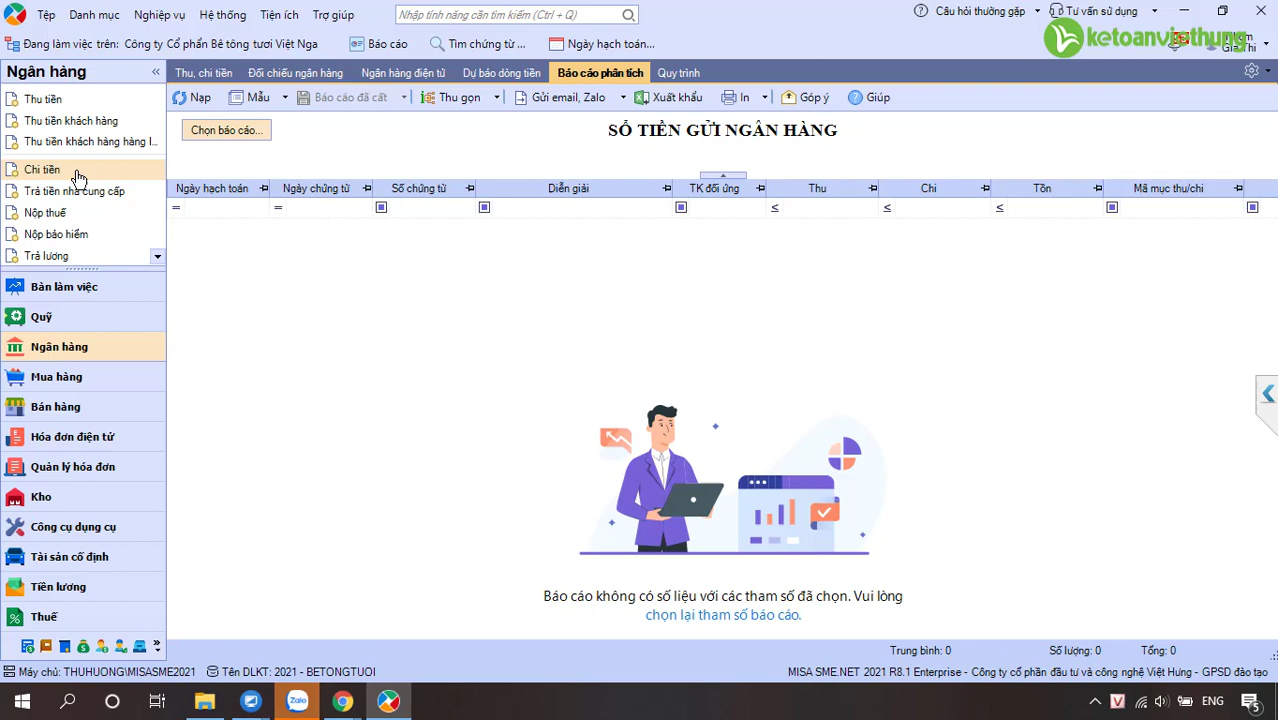 Tệp Danh mục Nghiệp vụ Hệ thống Tiện ích Trợ giúp Nhập tính năng cần tìm kiếm (Ctrl + Q) Câu hỏi thường gặp Tư vấn sử dụng
Đang làm việc trên: Công ty Cổ phần Bê tông tươi Việt Nga Báo cáo Tìm chứng từ ... Ngày hạch toán...
ketoanviethung
Ngân hàng «
Thu, chi tiền Đối chiếu ngân hàng Ngân hàng điện tử Dự báo dòng tiền Báo cáo phân tích Quy trình
Nạp Mẫu Báo cáo đã cất Thu gọn Gửi email, Zalo Xuất khẩu In Góp ý Giúp
Thu tiền
Thu tiền khách hàng
Thu tiền khách hàng hàng l...
Chi tiền
Trả tiền nhà cung cấp
Nộp thuế
Nộp bảo hiểm
Trả lương
Chọn báo cáo...
SỔ TIỀN GỬI NGÂN HÀNG
Ngày hạch toán Ngày chứng từ Số chứng từ Diễn giải TK đối ứng Thu Chi Tồn Mã mục thu/chi
= = ≤ ≤ ≤
Bàn làm việc
Quỹ
Ngân hàng
Mua hàng
Bán hàng
Hóa đơn điện tử
Quản lý hóa đơn
Kho
Công cụ dụng cụ
Tài sản cố định
Tiền lương
Thuế
Báo cáo không có số liệu với các tham số đã chọn. Vui lòng
chọn lại tham số báo cáo.
Trung bình: 0 Số lượng: 0 Tổng: 0
Máy chủ: THUHUONG\MISASME2021 Tên DLKT: 2021 - BETONGTUOI MISA SME.NET 2021 R8.1 Enterprise - Công ty cổ phần đầu tư và công nghệ Việt Hưng - GPSD đào tạo
Zalo V ENG 5